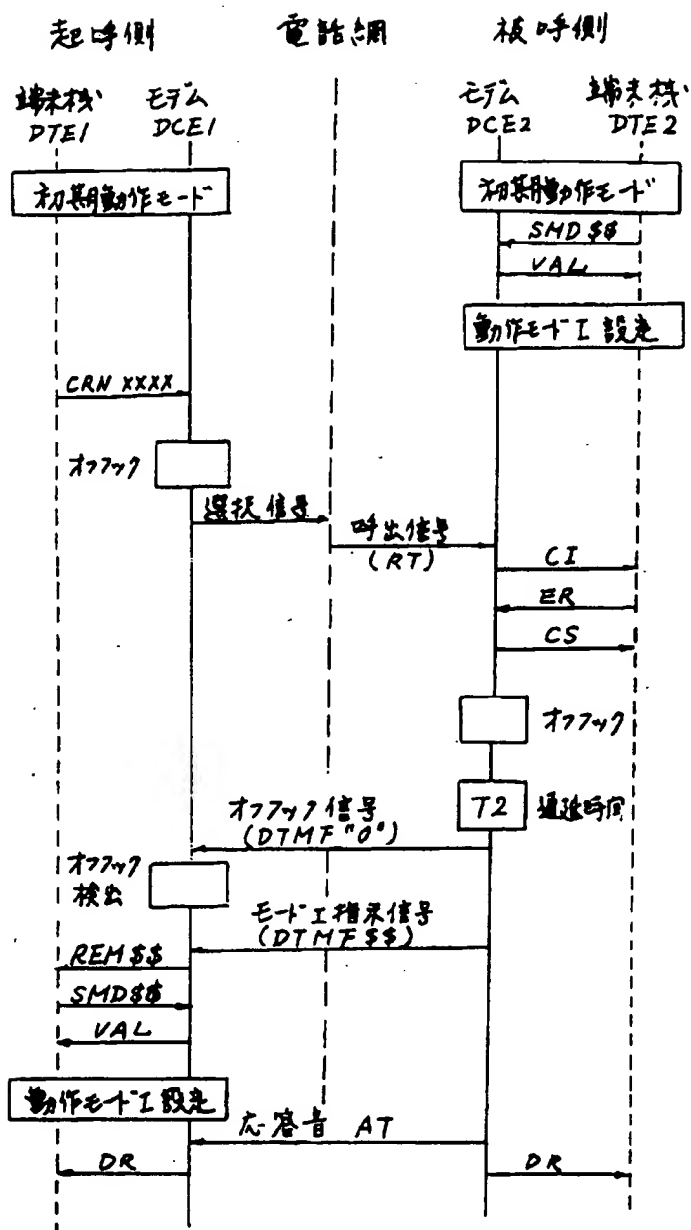 起呼側 電話網 被呼側
端末機 モデム モデム 端末機
DTE1 DCE1 DCE2 DTE2
初期動作モード 初期動作モード
SMD $$
VAL
動作モードI設定
CRN XXXX
オフフック
選択信号
呼出信号
(RT)
CI
ER
CS
オフフック
T2 遅延時間
オフフック信号
(DTMF "0")
オフフック
検出
モードI指示信号
(DTMF $$)
REM $$
SMD $$
VAL
動作モードI設定
応答音 AT
DR DR